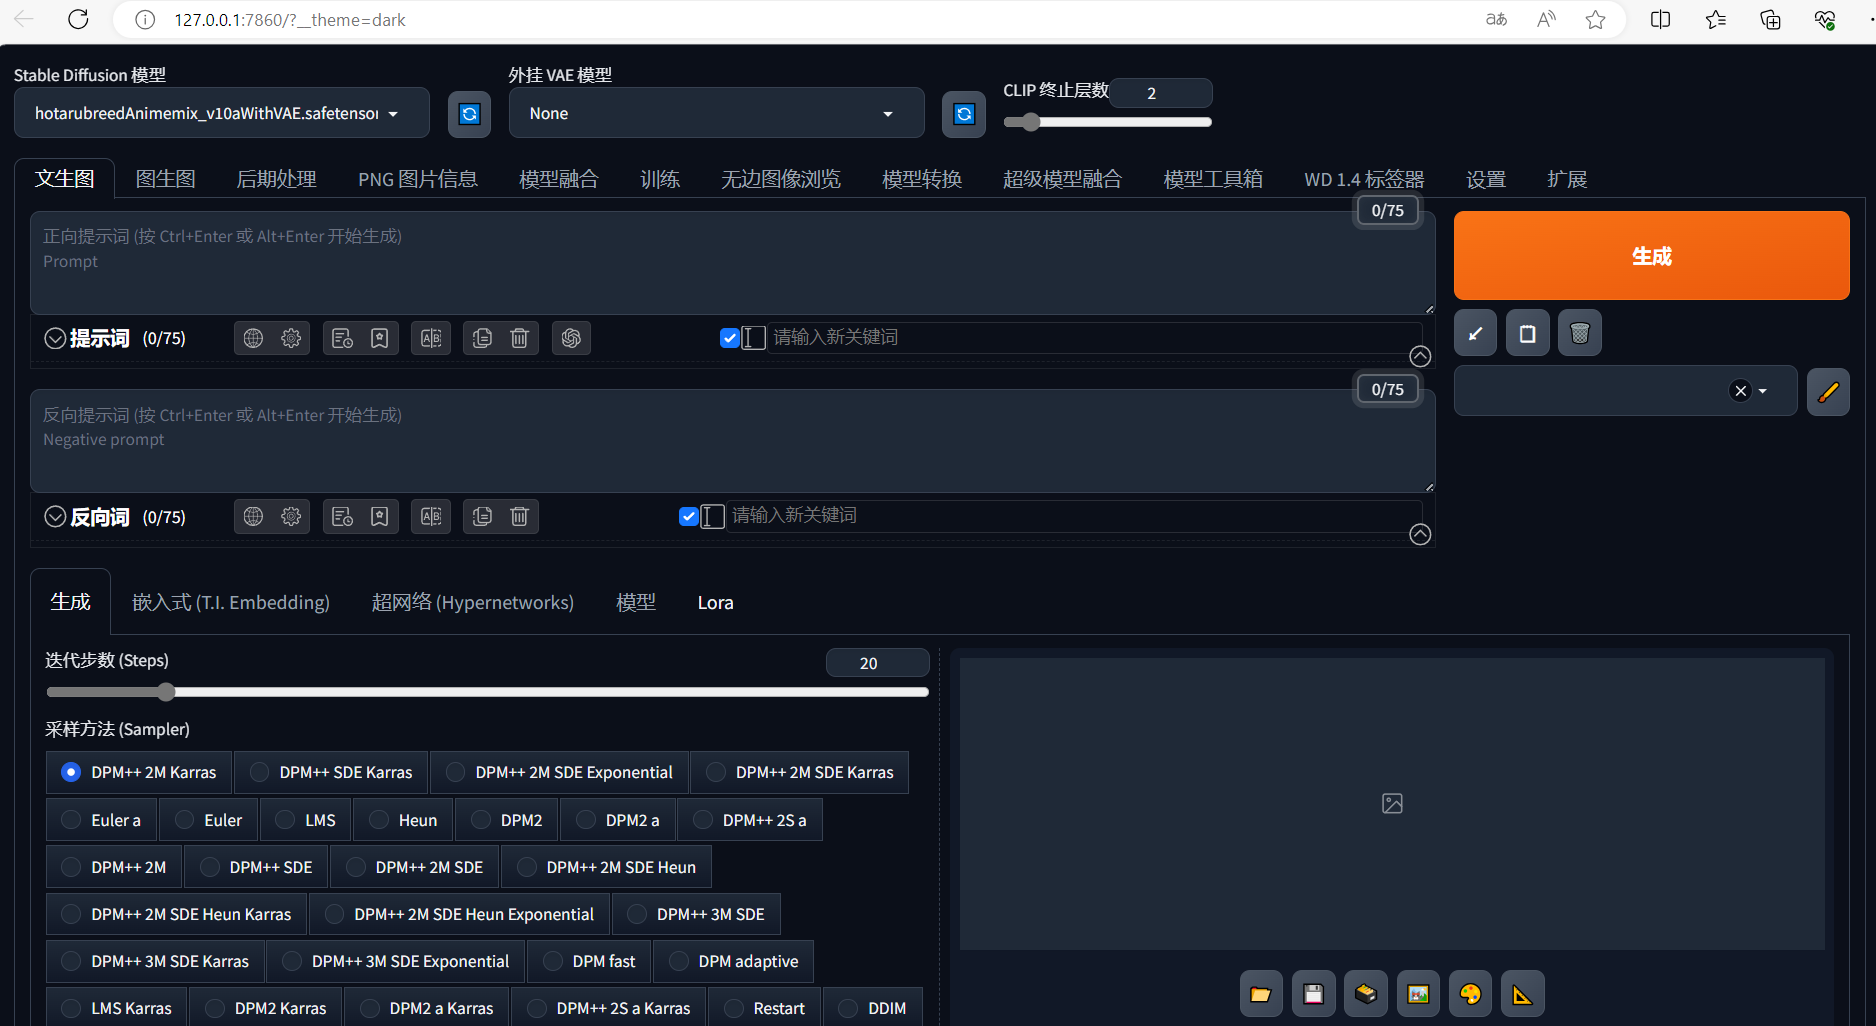 127.0.0.1:7860/?__theme=dark
Stable Diffusion 模型
外挂 VAE 模型
CLIP 终止层数
2
hotarubreedAnimemix_v10aWithVAE.safetensor
None
文生图 图生图 后期处理 PNG 图片信息 模型融合 训练 无边图像浏览 模型转换 超级模型融合 模型工具箱 WD 1.4 标签器 设置 扩展
0/75
正向提示词 (按 Ctrl+Enter 或 Alt+Enter 开始生成)
Prompt
生成
提示词 (0/75)
请输入新关键词
0/75
反向提示词 (按 Ctrl+Enter 或 Alt+Enter 开始生成)
Negative prompt
反向词 (0/75)
请输入新关键词
生成 嵌入式 (T.I. Embedding) 超网络 (Hypernetworks) 模型 Lora
迭代步数 (Steps)
20
采样方法 (Sampler)
DPM++ 2M Karras DPM++ SDE Karras DPM++ 2M SDE Exponential DPM++ 2M SDE Karras
Euler a Euler LMS Heun DPM2 DPM2 a DPM++ 2S a
DPM++ 2M DPM++ SDE DPM++ 2M SDE DPM++ 2M SDE Heun
DPM++ 2M SDE Heun Karras DPM++ 2M SDE Heun Exponential DPM++ 3M SDE
DPM++ 3M SDE Karras DPM++ 3M SDE Exponential DPM fast DPM adaptive
LMS Karras DPM2 Karras DPM2 a Karras DPM++ 2S a Karras Restart DDIM